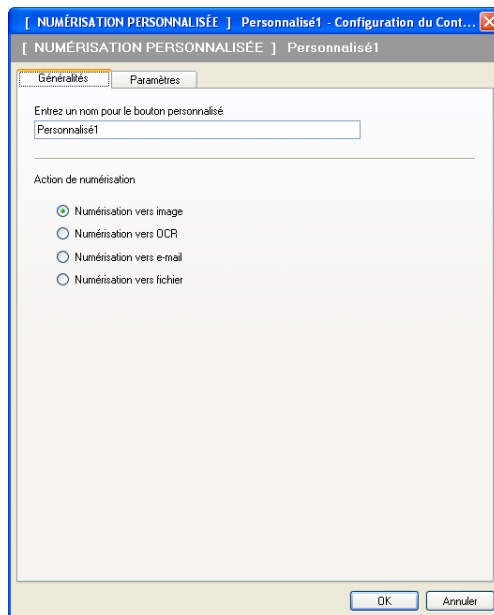 [ NUMÉRISATION PERSONNALISÉE ] Personnalisé1 - Configuration du Cont...
[ NUMÉRISATION PERSONNALISÉE ] Personnalisé1
Généralités Paramètres
Entrez un nom pour le bouton personnalisé
Personnalisé1
Action de numérisation
Numérisation vers image
Numérisation vers OCR
Numérisation vers e-mail
Numérisation vers fichier
OK Annuler